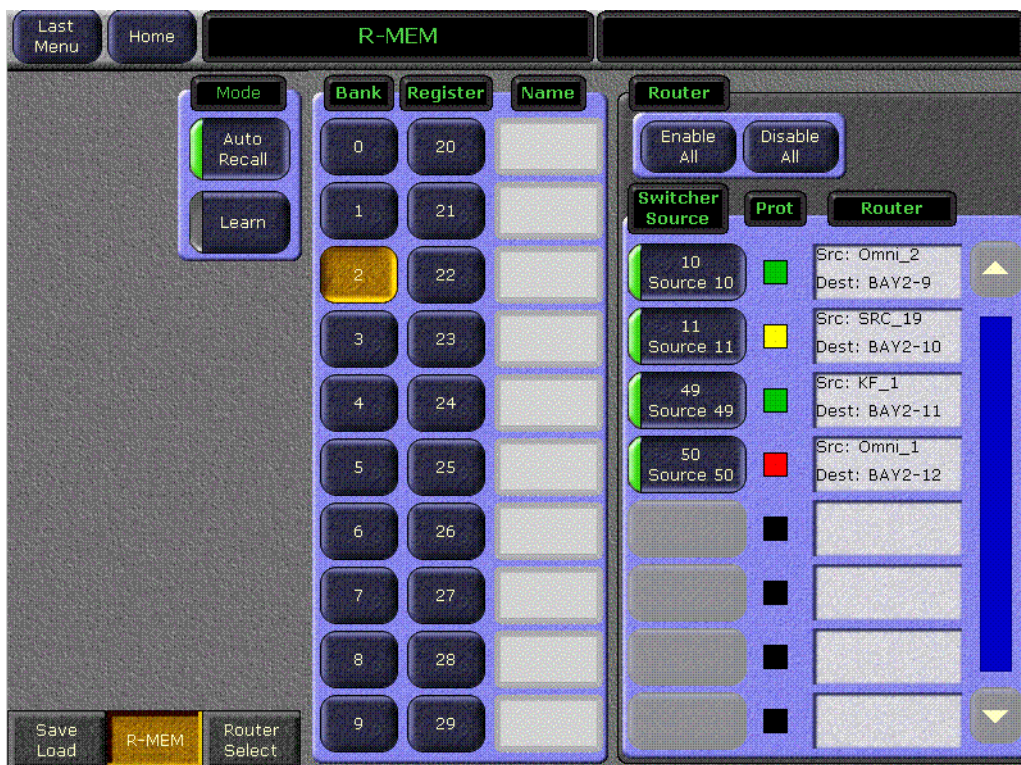 Last
Menu
Home
R-MEM
Mode
Auto
Recall
Learn
Bank Register Name
0 20
1 21
2 22
3 23
4 24
5 25
6 26
7 27
8 28
9 29
Router
Enable
All
Disable
All
Switcher
Source
Prot
Router
10
Source 10
Src: Omni_2
Dest: BAY2-9
11
Source 11
Src: SRC_19
Dest: BAY2-10
49
Source 49
Src: KF_1
Dest: BAY2-11
50
Source 50
Src: Omni_1
Dest: BAY2-12
Save
Load
R-MEM
Router
Select